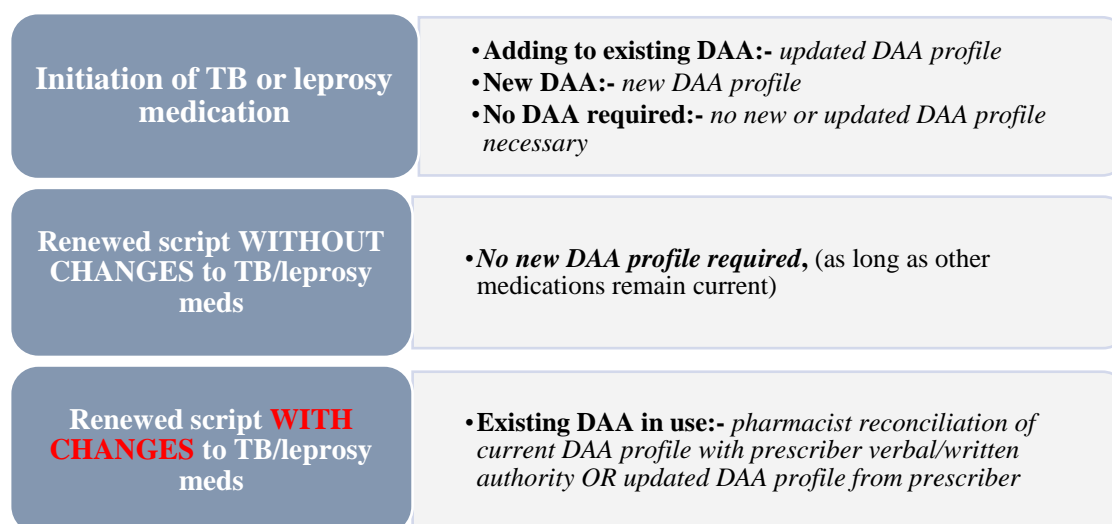 Initiation of TB or leprosy
medication
•Adding to existing DAA:- updated DAA profile
•New DAA:- new DAA profile
•No DAA required:- no new or updated DAA profile
necessary
Renewed script WITHOUT
CHANGES to TB/leprosy
meds
•No new DAA profile required, (as long as other
medications remain current)
Renewed script WITH
CHANGES to TB/leprosy
meds
•Existing DAA in use:- pharmacist reconciliation of
current DAA profile with prescriber verbal/written
authority OR updated DAA profile from prescriber